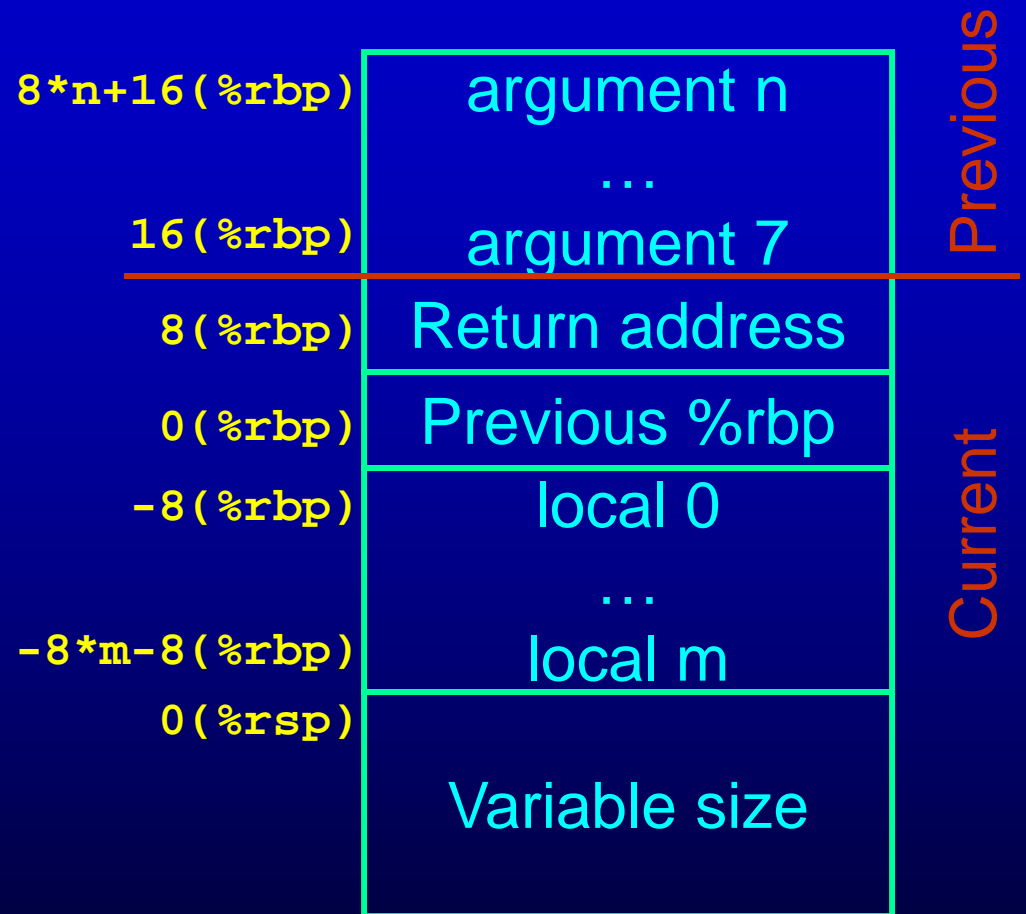 Previous
8*n+16(%rbp) argument n
…
16(%rbp) argument 7
8(%rbp) Return address
0(%rbp) Previous %rbp
-8(%rbp) local 0
Current
…
-8*m-8(%rbp) local m
0(%rsp)
Variable size